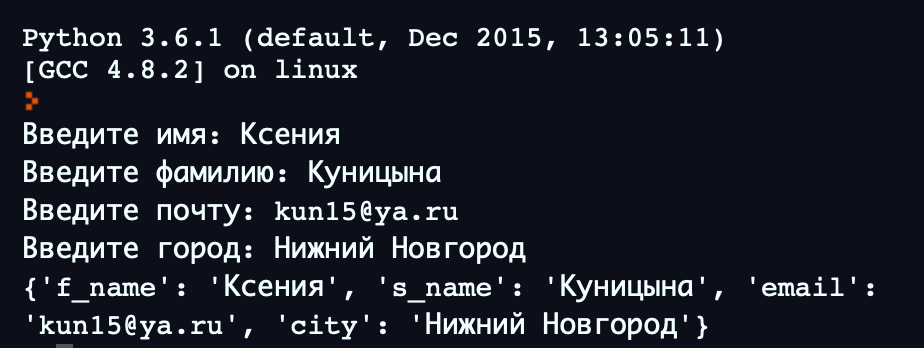 Python 3.6.1 (default, Dec 2015, 13:05:11)
[GCC 4.8.2] on linux
Введите имя: Ксения
Введите фамилию: Куницына
Введите почту: kun15@ya.ru
Введите город: Нижний Новгород
{'f_name': 'Ксения', 's_name': 'Куницына', 'email':
'kun15@ya.ru', 'city': 'Нижний Новгород'}